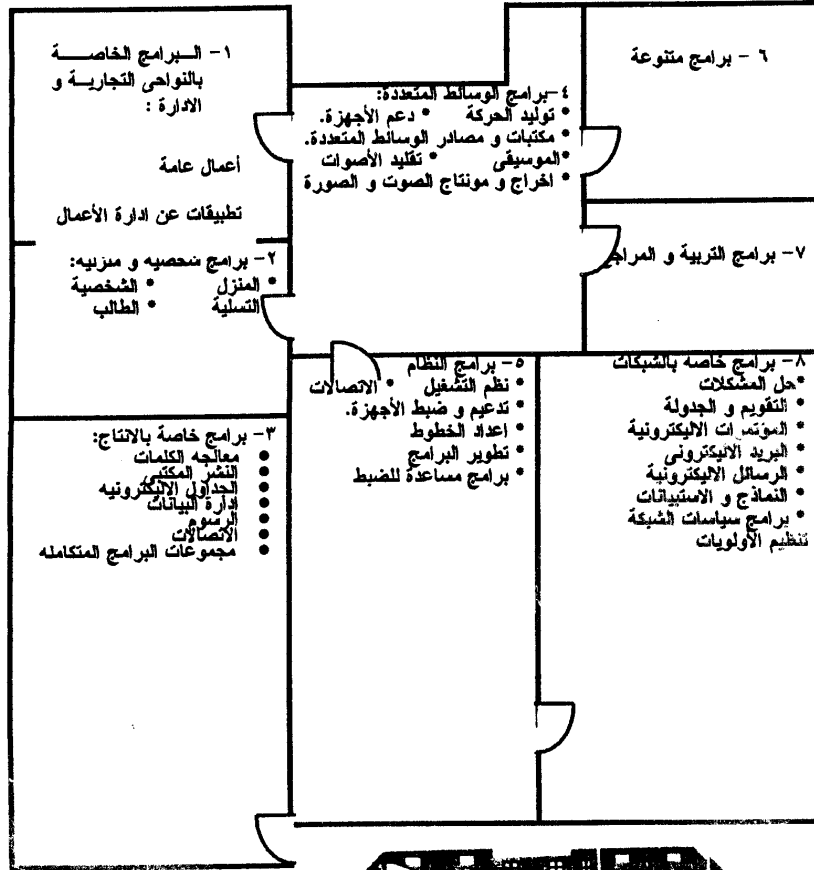 ١- الـبرامج الخاصـــة
بالنواحى التجاريــة و
الادارة :
أعمال عامة
تطبيقات عن ادارة الأعمال
٢- برامج شخصيه و منزليه:
• المنزل • الشخصية
التسلية • الطالب
٣- برامج خاصة بالانتاج:
• معالجه الكلمات
• النشر المكتبى
• الجداول الاليكترونيه
• ادارة البيانات
• الرسوم
• الاتصالات
• مجموعات البرامج المتكامله
٤-برامج الوسائط المتعددة:
• توليد الحركة • دعم الأجهزة.
• مكتبات و مصادر الوسائط المتعددة.
•الموسيقى • تقليد الأصوات
• اخراج و مونتاج الصوت و الصورة
٥- برامج النظام
• نظم التشغيل • الاتصالات
• تدعيم و ضبط الأجهزة.
• اعداد الخطوط
• تطوير البرامج
• برامج مساعدة للضبط
٦ - برامج متنوعة
٧- برامج التربية و المراجع
٨- برامج خاصه بالشبكات
•حل المشكلات
• التقويم و الجدولة
• المؤتمرات الاليكترونية
• البريد الاليكترونى
• الرسائل الاليكترونية
• النماذج و الاستبيانات
• برامج سياسات الشبكة
تنظيم الأولويات